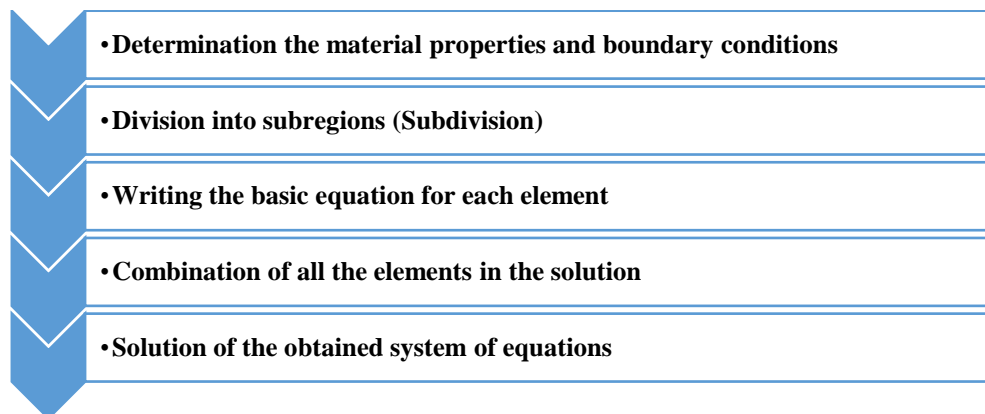 •Determination the material properties and boundary conditions
•Division into subregions (Subdivision)
•Writing the basic equation for each element
•Combination of all the elements in the solution
•Solution of the obtained system of equations